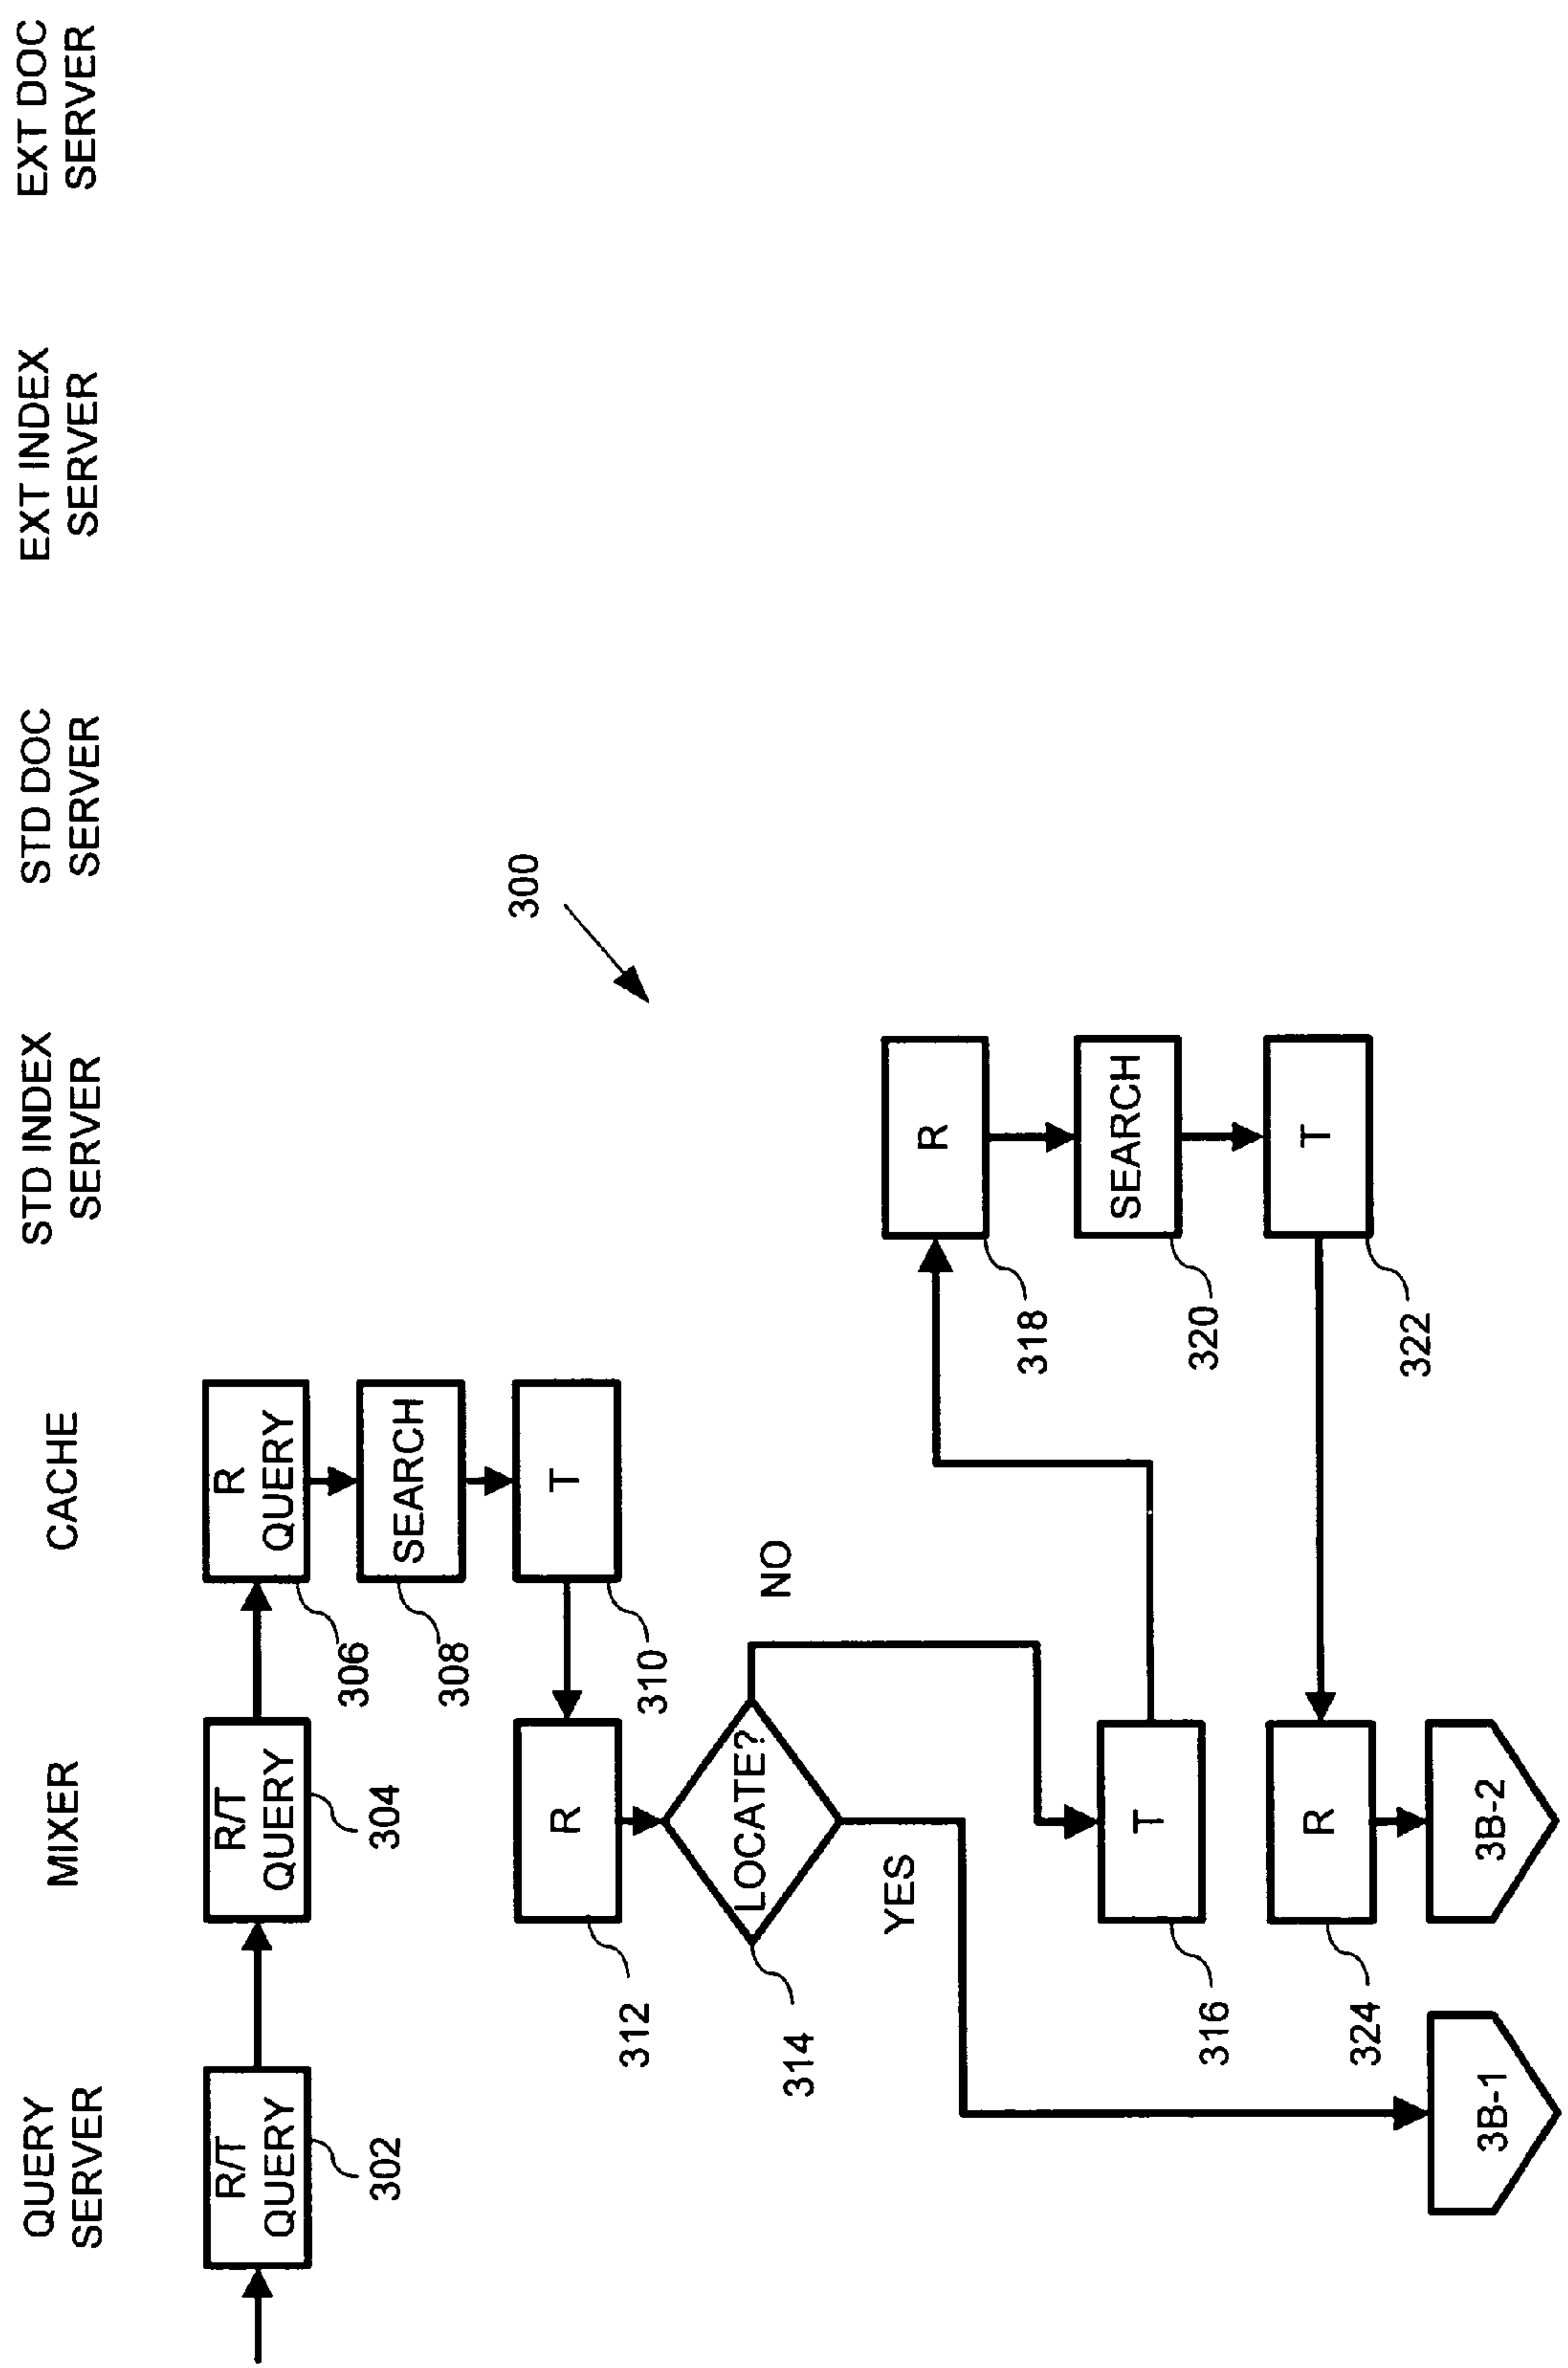 QUERY
SERVER
MIXER
CACHE
STD INDEX
SERVER
STD DOC
SERVER
EXT INDEX
SERVER
EXT DOC
SERVER
R/T
QUERY
302
R/T
QUERY
304
R
QUERY
306
SEARCH
308
T
310
R
312
LOCATE?
314
NO
YES
300
T
316
R
318
SEARCH
320
T
322
R
324
3B-1
3B-2